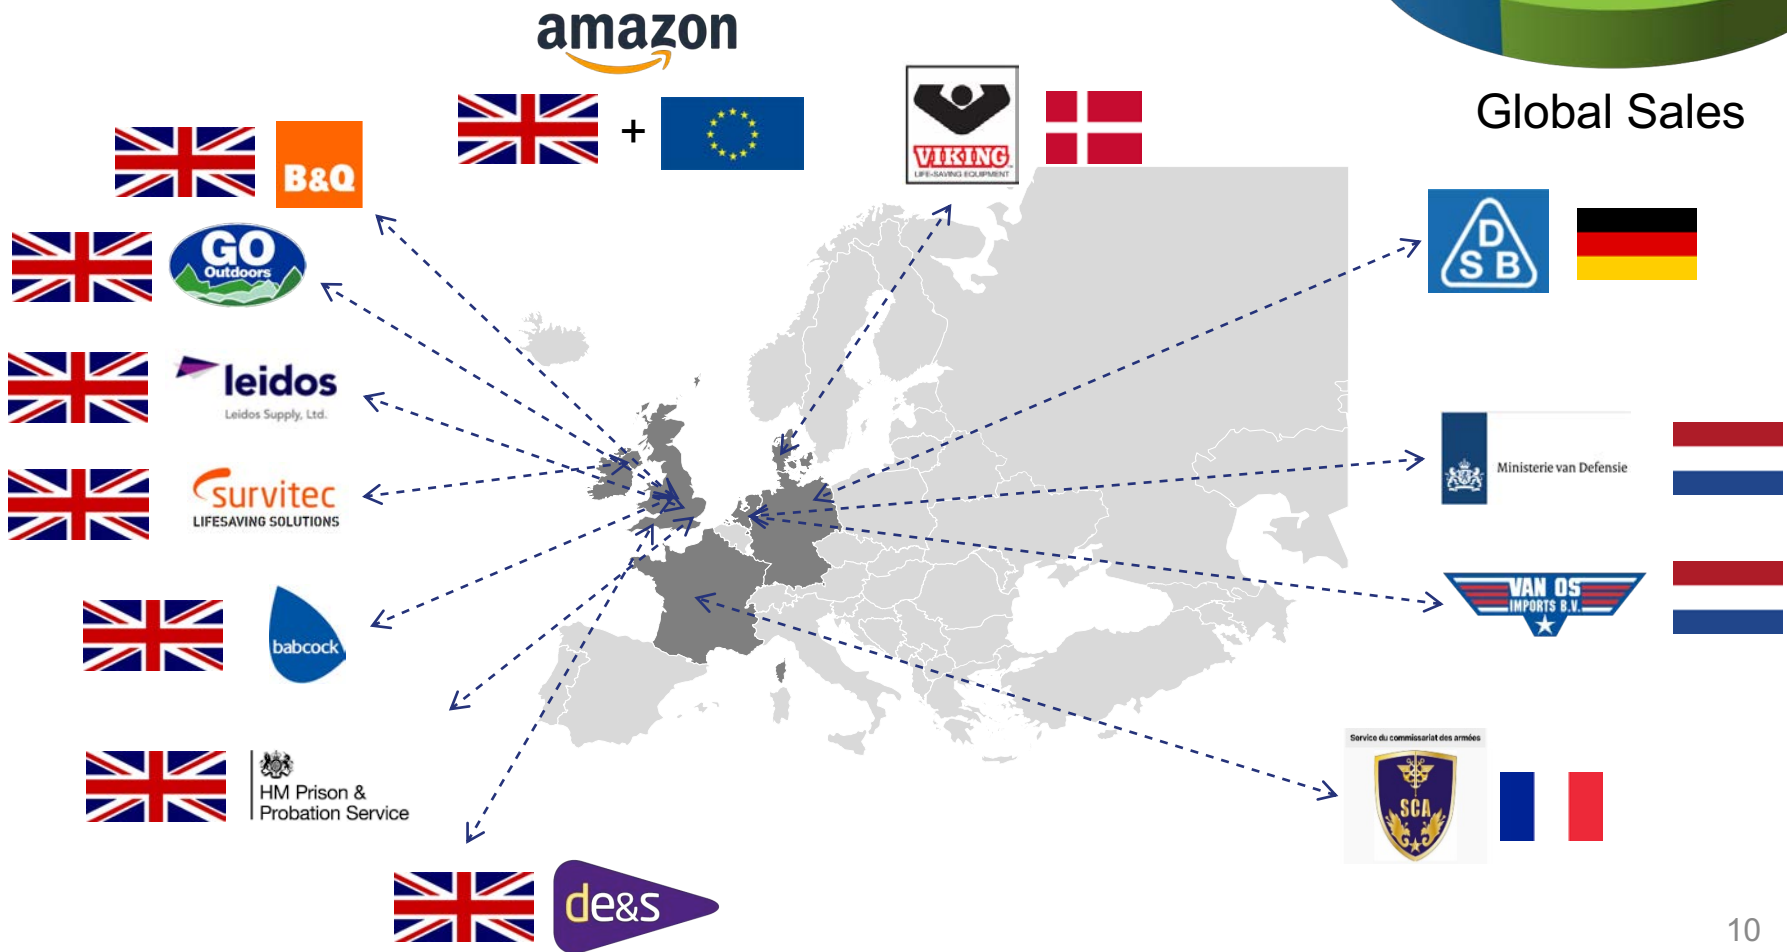 amazon
Global Sales
+
VIKING
LIFE-SAVING EQUIPMENT
B&Q
GO
Outdoors
D
S B
leidos
Leidos Supply, Ltd.
Ministerie van Defensie
survitec
LIFESAVING SOLUTIONS
VAN OS
IMPORTS B.V.
babcock
Service du commissariat des armées
SCA
HM Prison &
Probation Service
de&s
10